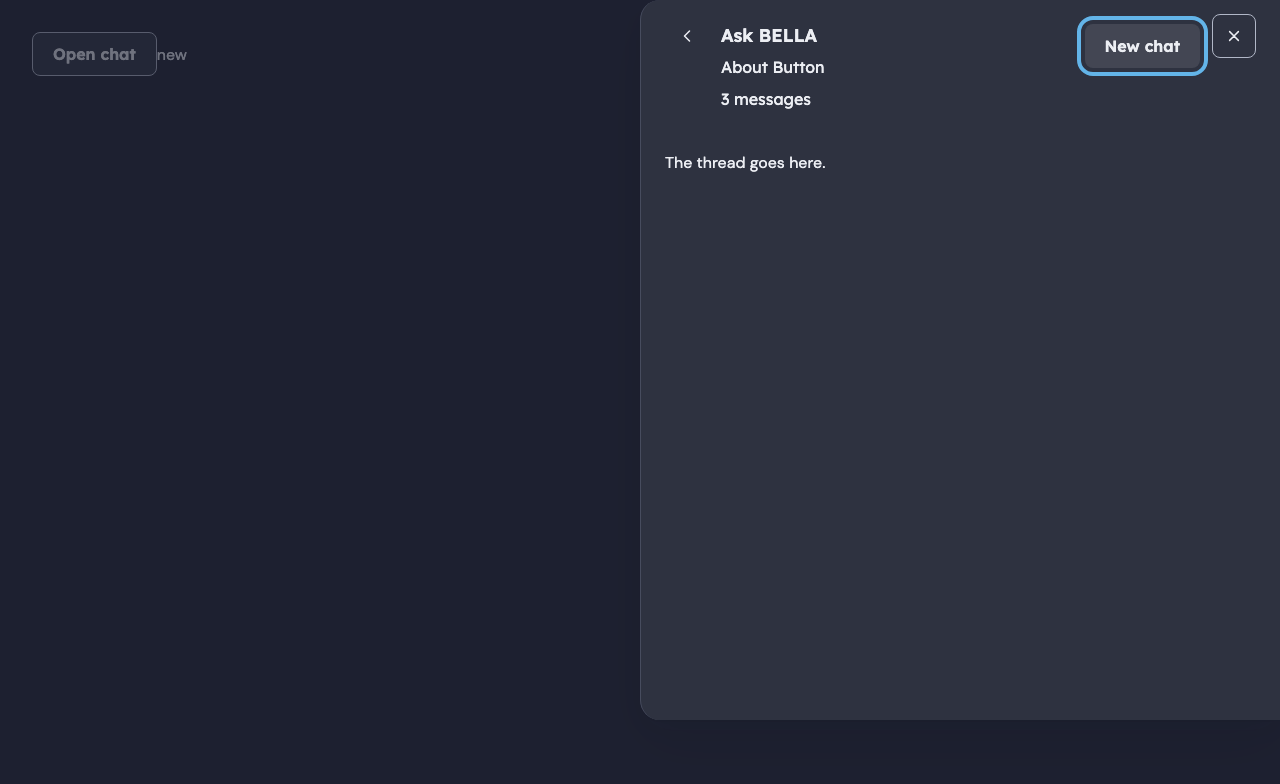 Open chat new
Ask BELLA
About Button
3 messages
New chat
The thread goes here.